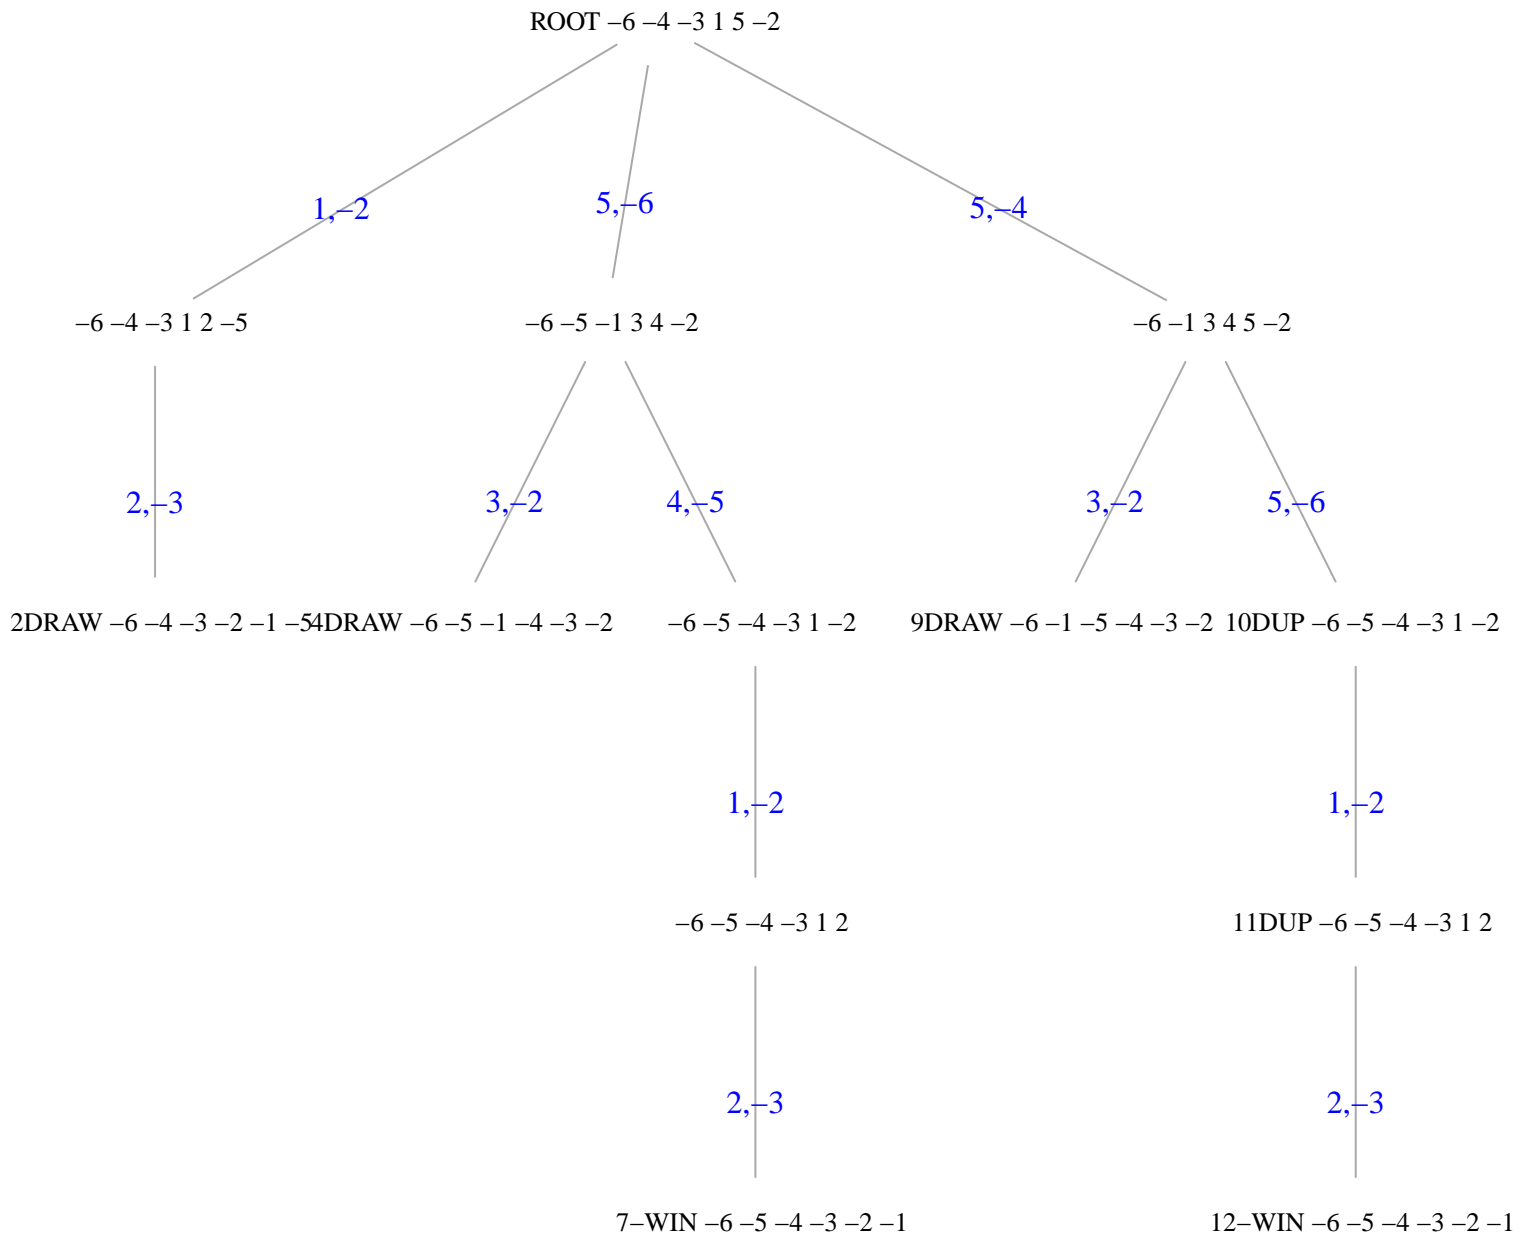 ROOT –6 –4 –3 1 5 –2
1,–2
5,–6
5,–4
–6 –4 –3 1 2 –5
–6 –5 –1 3 4 –2
–6 –1 3 4 5 –2
2,–3
3,–2
4,–5
3,–2
5,–6
2DRAW –6 –4 –3 –2 –1 –5
4DRAW –6 –5 –1 –4 –3 –2
–6 –5 –4 –3 1 –2
9DRAW –6 –1 –5 –4 –3 –2
10DUP –6 –5 –4 –3 1 –2
1,–2
1,–2
–6 –5 –4 –3 1 2
11DUP –6 –5 –4 –3 1 2
2,–3
2,–3
7–WIN –6 –5 –4 –3 –2 –1
12–WIN –6 –5 –4 –3 –2 –1